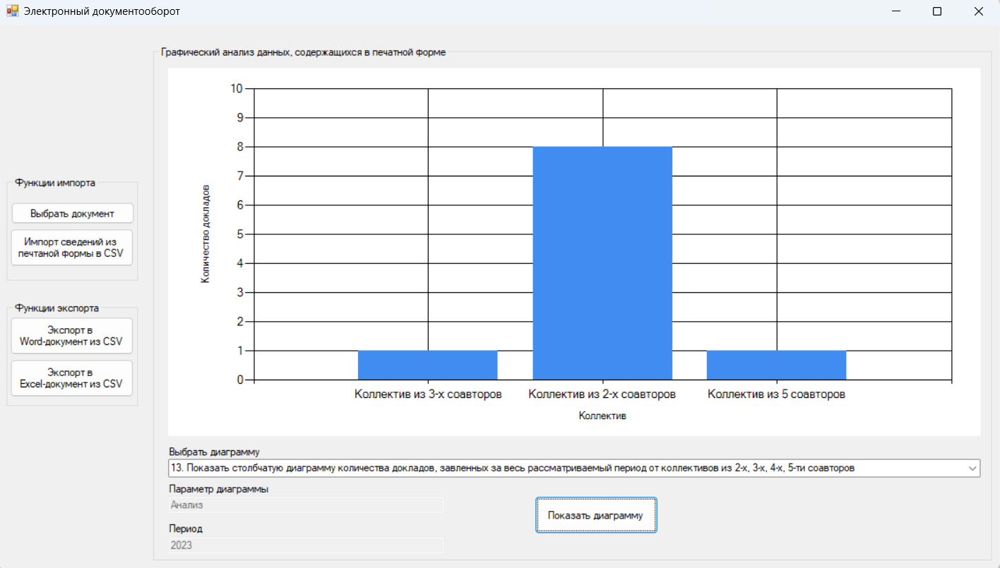 Электронный документооборот
Графический анализ данных, содержащихся в печатной форме
10
9
8
7
6
5
4
3
2
1
0
Количество докладов
Коллектив из 3-х соавторов
Коллектив из 2-х соавторов
Коллектив из 5 соавторов
Коллектив
Функции импорта
Выбрать документ
Импорт сведений из
печтаной формы в CSV
Функции экспорта
Экспорт в
Word-документ из CSV
Экспорт в
Excel-документ из CSV
Выбрать диаграмму
13. Показать столбчатую диаграмму количества докладов, завленных за весь рассматриваемый период от коллективов из 2-х, 3-х, 4-х, 5-ти соавторов
Параметр диаграммы
Анализ
Период
2023
Показать диаграмму